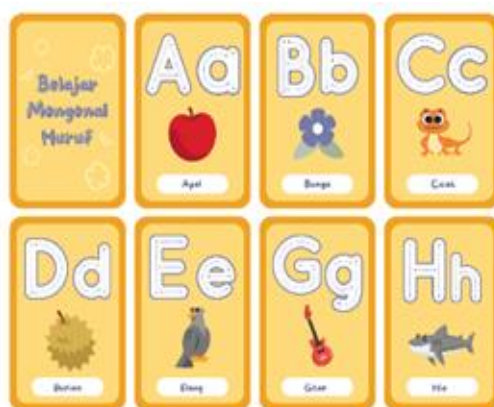 Belajar
Mengenal
Huruf
Aa
Apel
Bb
Bunga
Cc
Cicak
Dd
Durian
Ee
Elang
Gg
Gitar
Hh
Hiu